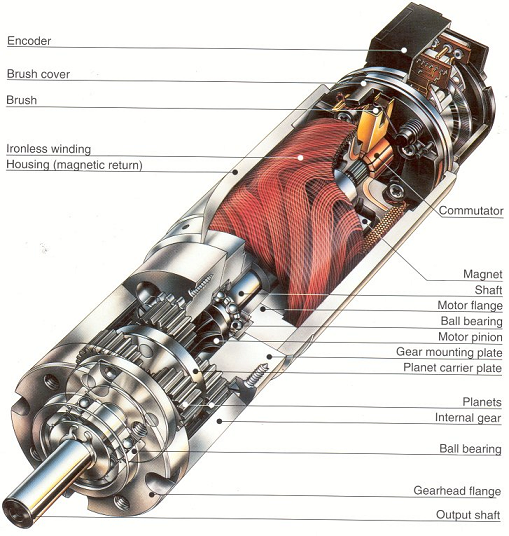 Encoder
Brush cover
Brush
Ironless winding
Housing (magnetic return)
Commutator
Magnet
Shaft
Motor flange
Ball bearing
Motor pinion
Gear mounting plate
Planet carrier plate
Planets
Internal gear
Ball bearing
Gearhead flange
Output shaft